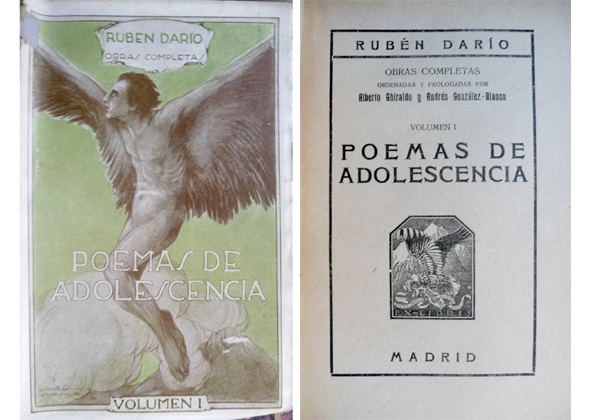 RUBEN DARÍO
OBRAS COMPLETAS
POEMAS DE
ADOLESCENCIA
VOLUMEN I
RUBÉN DARÍO
OBRAS COMPLETAS
ORDENADAS Y PROLOGADAS POR
Alberto Ghiraldo y Andrés González-Blanco
VOLUMEN I
POEMAS DE
ADOLESCENCIA
EX-LIBRIS
MADRID